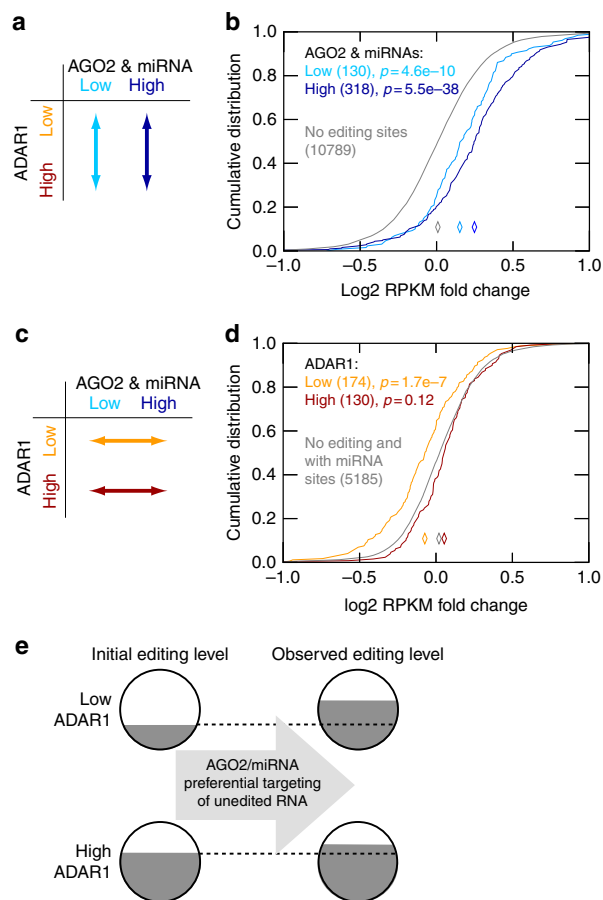 a
AGO2 & miRNA
Low High
ADAR1
Low
High
b
AGO2 & miRNAs:
Low (130), p = 4.6e–10
High (318), p = 5.5e–38
No editing sites
(10789)
Cumulative distribution
1.0
0.8
0.6
0.4
0.2
0.0
–1.0 –0.5 0.0 0.5 1.0
Log2 RPKM fold change
c
AGO2 & miRNA
Low High
ADAR1
Low
High
d
ADAR1:
Low (174), p = 1.7e–7
High (130), p = 0.12
No editing and
with miRNA
sites (5185)
Cumulative distribution
1.0
0.8
0.6
0.4
0.2
0.0
–1.0 –0.5 0.0 0.5 1.0
log2 RPKM fold change
e
Initial editing level Observed editing level
Low
ADAR1
AGO2/miRNA
preferential targeting
of unedited RNA
High
ADAR1